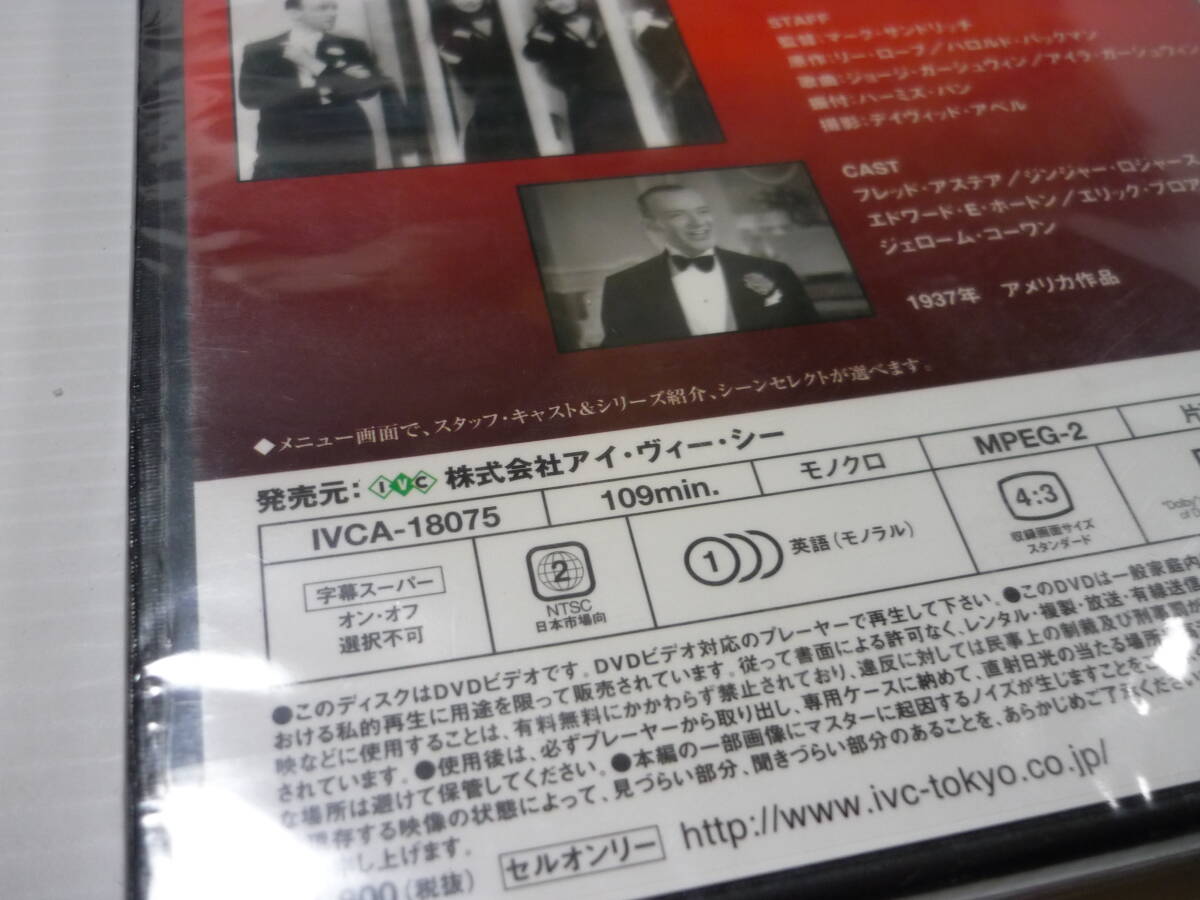 STAFF
監督：マーク・サンドリッチ
原作：リー・ローブ／ハロルド・バックマン
歌曲：ジョージ・ガーシュウィン／アイラ・ガーシュウィン
振付：ハーミズ・パン
撮影：デイヴィッド・アベル
CAST
フレッド・アステア／ジンジャー・ロジャース
エドワード・E・ホートン／エリック・ブロア
ジェローム・コーワン
1937年 アメリカ作品
◆メニュー画面で、スタッフ・キャスト&シリーズ紹介、シーンセレクトが選べます。
発売元： IVC 株式会社アイ・ヴィー・シー
IVCA-18075 109min. モノクロ MPEG-2 片
字幕スーパー
オン・オフ
選択不可
2
NTSC
日本市場向
1 英語（モノラル）
4:3
収録画面サイズ
スタンダード
●このディスクはDVDビデオです。DVDビデオ対応のプレーヤーで再生して下さい。●このDVDは一般家庭内
おける私的再生に用途を限って販売されています。従って書面による許可なく、レンタル・複製・放送・有線送信
映などに使用することは、有料無料にかかわらず禁止されており、違反に対しては民事上の制裁及び刑事罰が
されています。●使用後は、必ずプレーヤーから取り出し、専用ケースに納めて、直射日光の当たる場所
な場所は避けて保管してください。●本編の一部画像にマスターに起因するノイズが生じますことを
現存する映像の状態によって、見づらい部分、聞きづらい部分のあることを、あらかじめご了承ください
申し上げます。
セルオンリー http://www.ivc-tokyo.co.jp/
800（税抜）